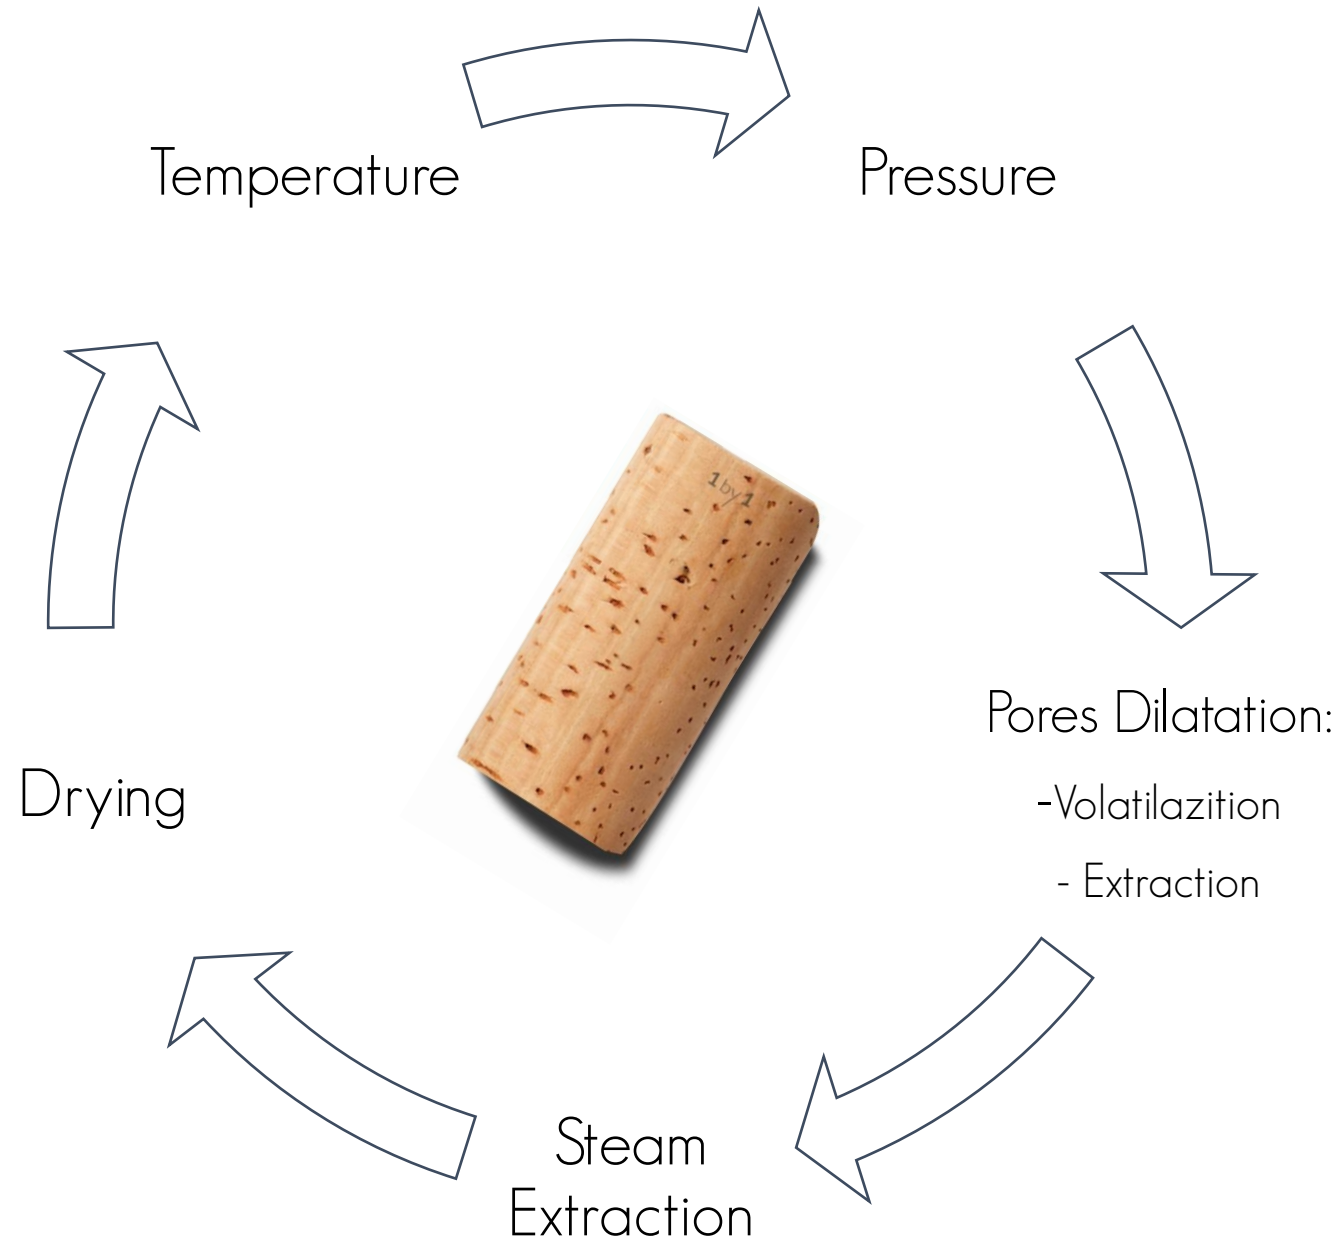 Temperature
Pressure
1by1
Pores Dilatation:
-Volatilazition
- Extraction
Drying
Steam
Extraction